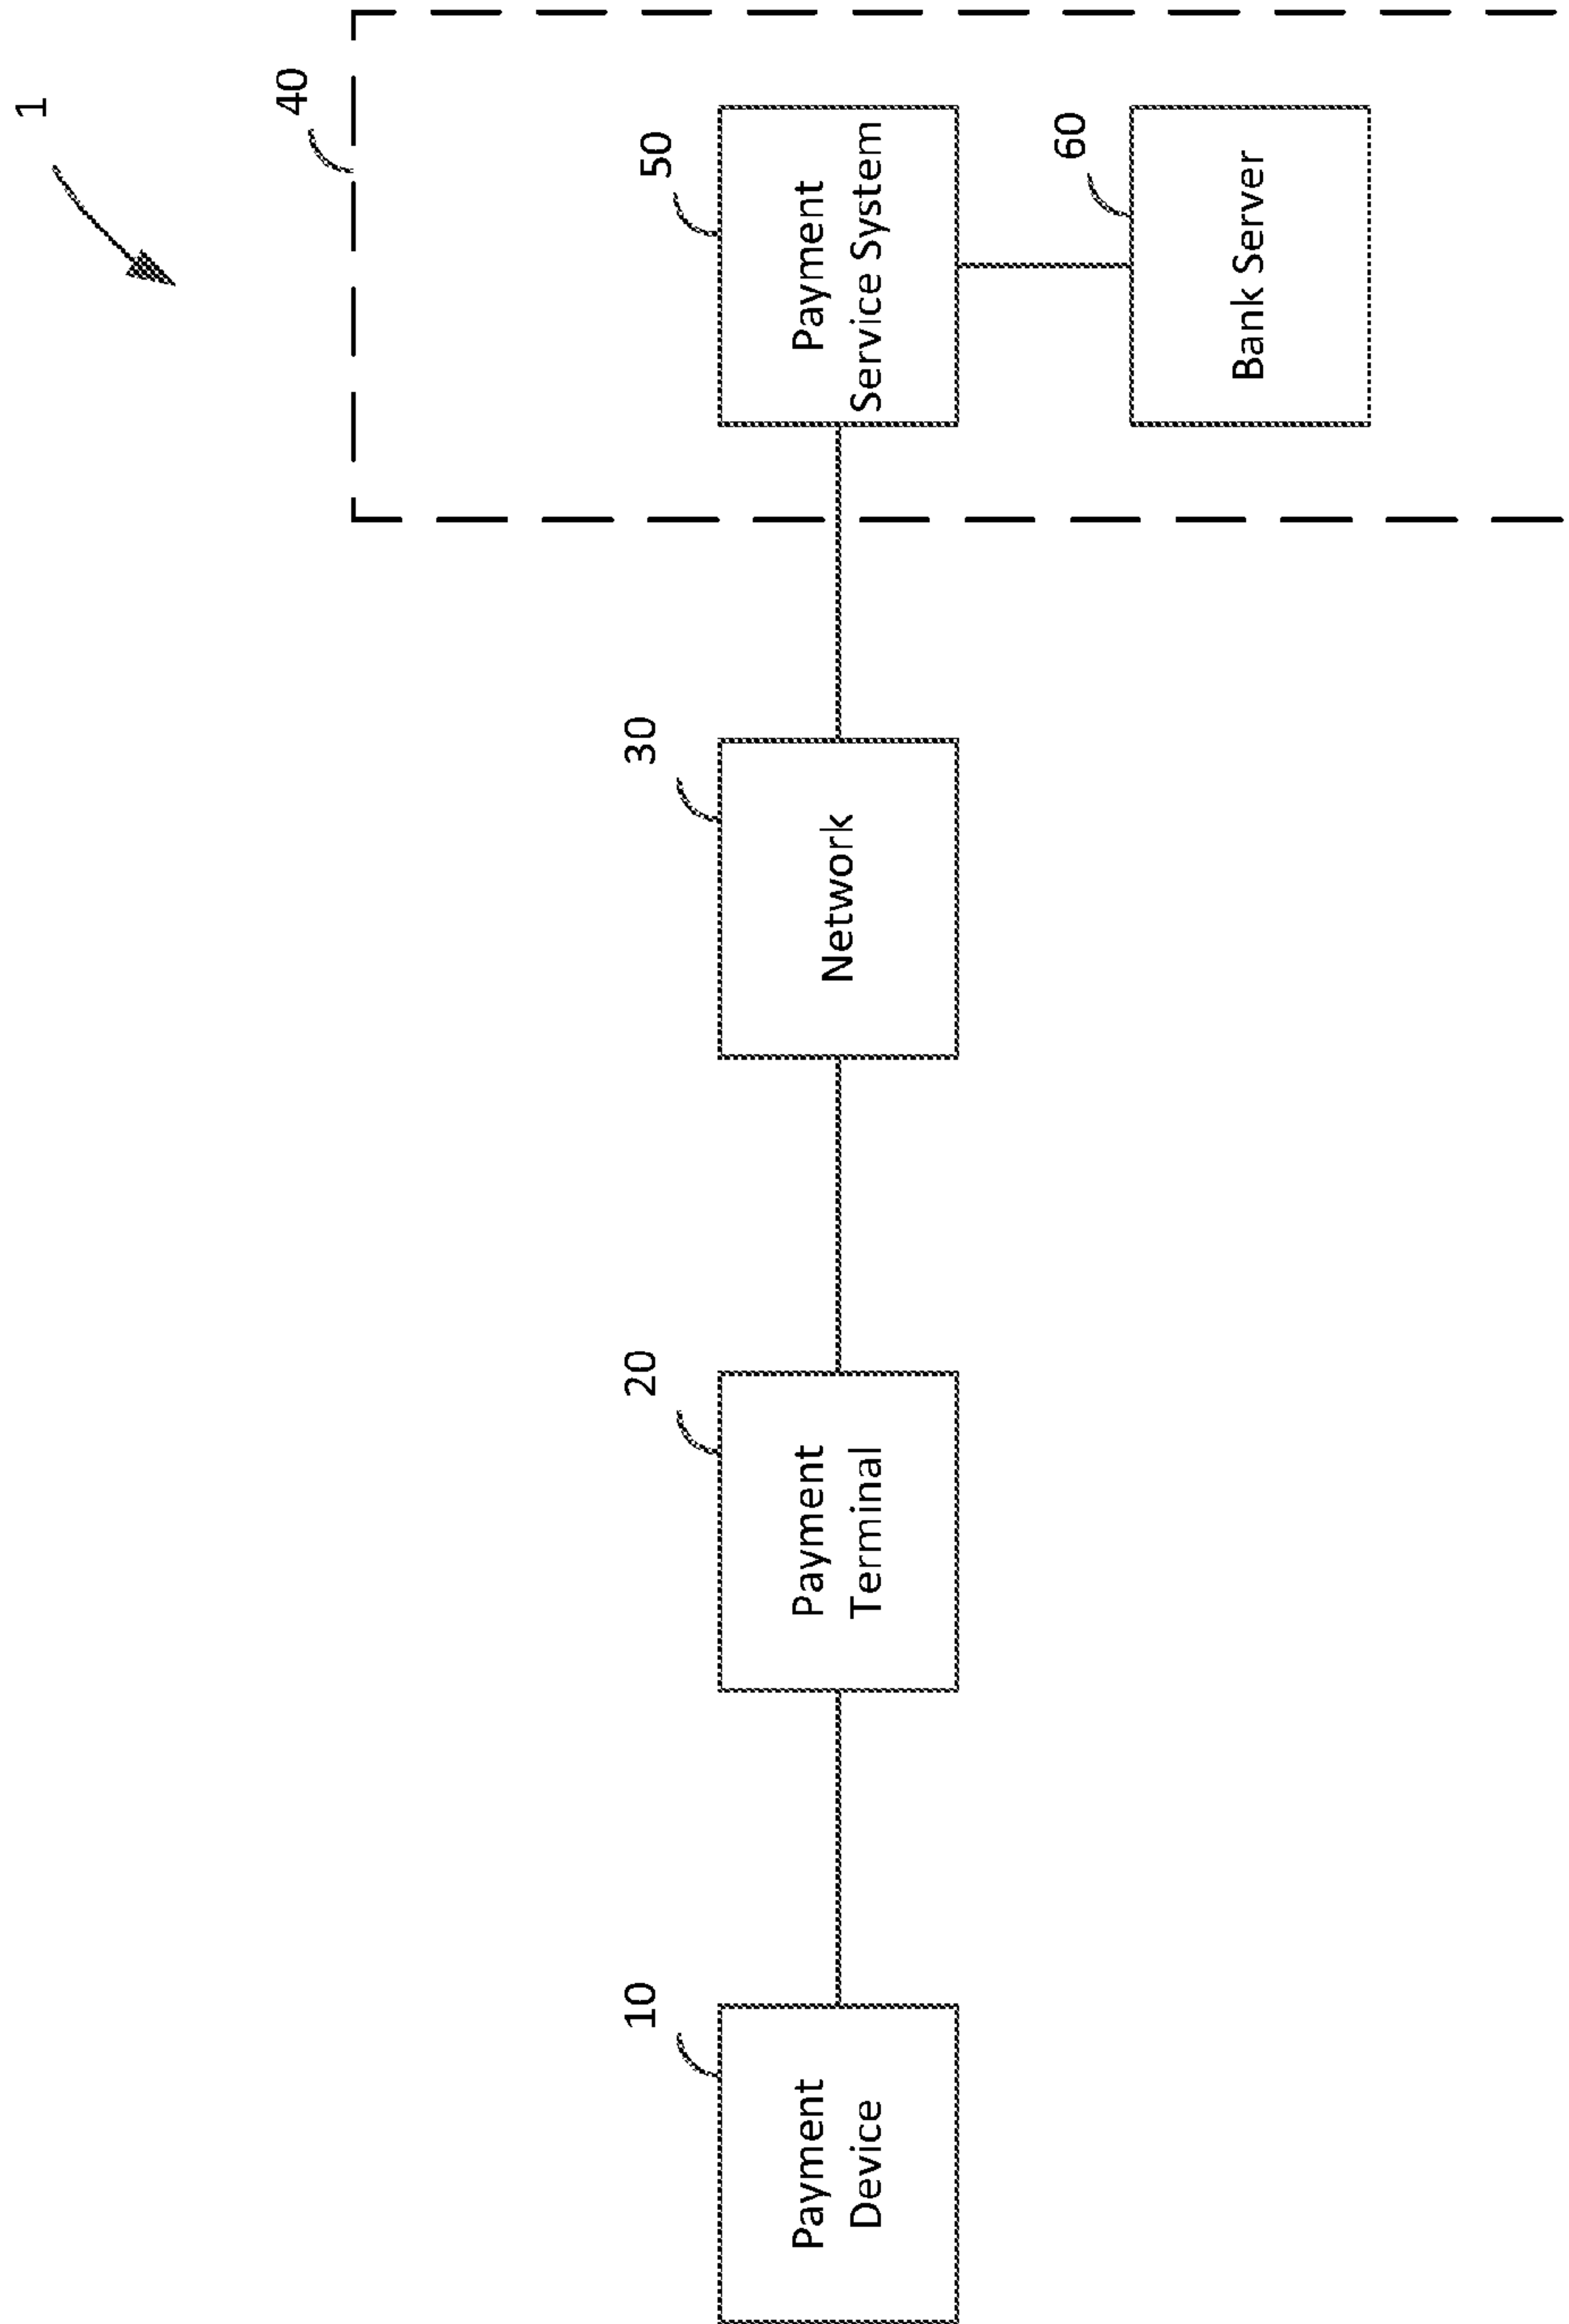 1
40
50
Payment
Service System
60
Bank Server
30
Network
20
Payment
Terminal
10
Payment
Device